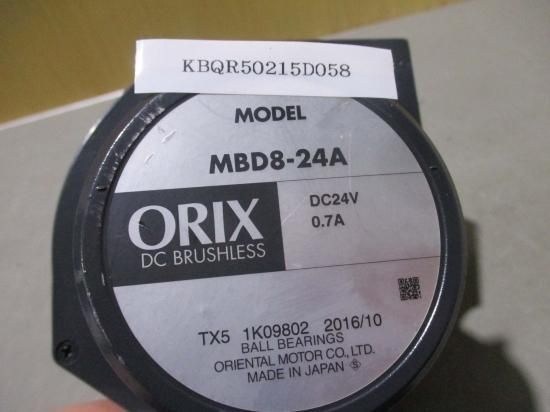 KBQR50215D058
MODEL
MBD8-24A
ORIX
DC BRUSHLESS
DC24V
0.7A
TX5 1K09802 2016/10
BALL BEARINGS
ORIENTAL MOTOR CO., LTD.
MADE IN JAPAN Ⓢ